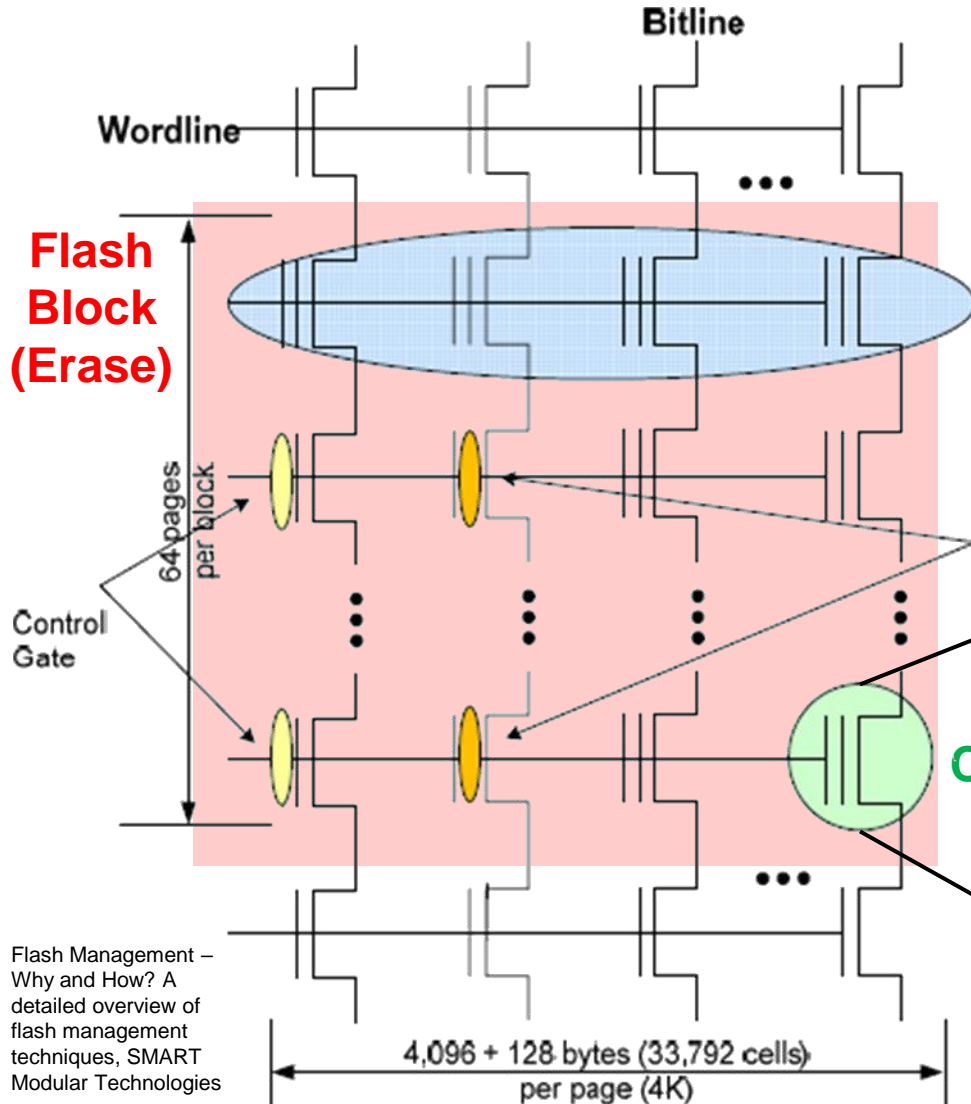 Bitline
Wordline
Flash
Block
(Erase)
64 pages
per block
Control
Gate
C
Flash Management –
Why and How? A
detailed overview of
flash management
techniques, SMART
Modular Technologies
4,096 + 128 bytes (33,792 cells)
per page (4K)